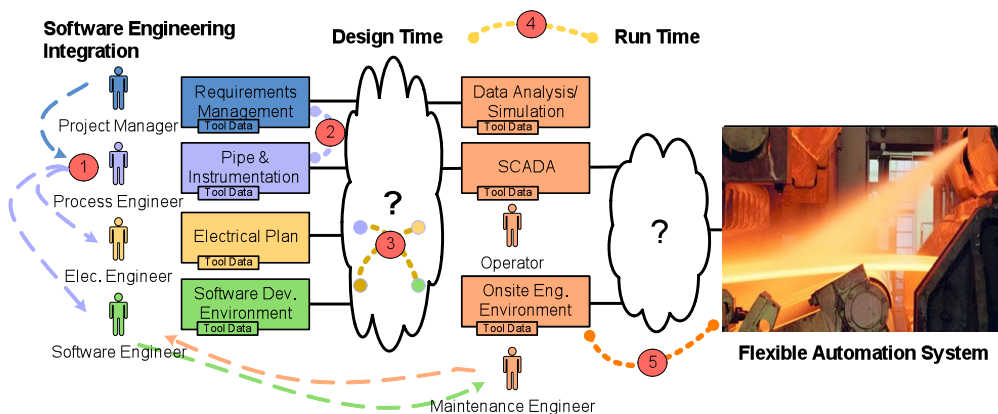 Software Engineering
Integration
Design Time
4
Run Time
Project Manager
Requirements
Management
Tool Data
2
Data Analysis/
Simulation
Tool Data
1
Process Engineer
Pipe &
Instrumentation
Tool Data
?
SCADA
Tool Data
?
Elec. Engineer
Electrical Plan
Tool Data
3
Operator
Software Engineer
Software Dev.
Environment
Tool Data
Onsite Eng.
Environment
Tool Data
5
Flexible Automation System
Maintenance Engineer